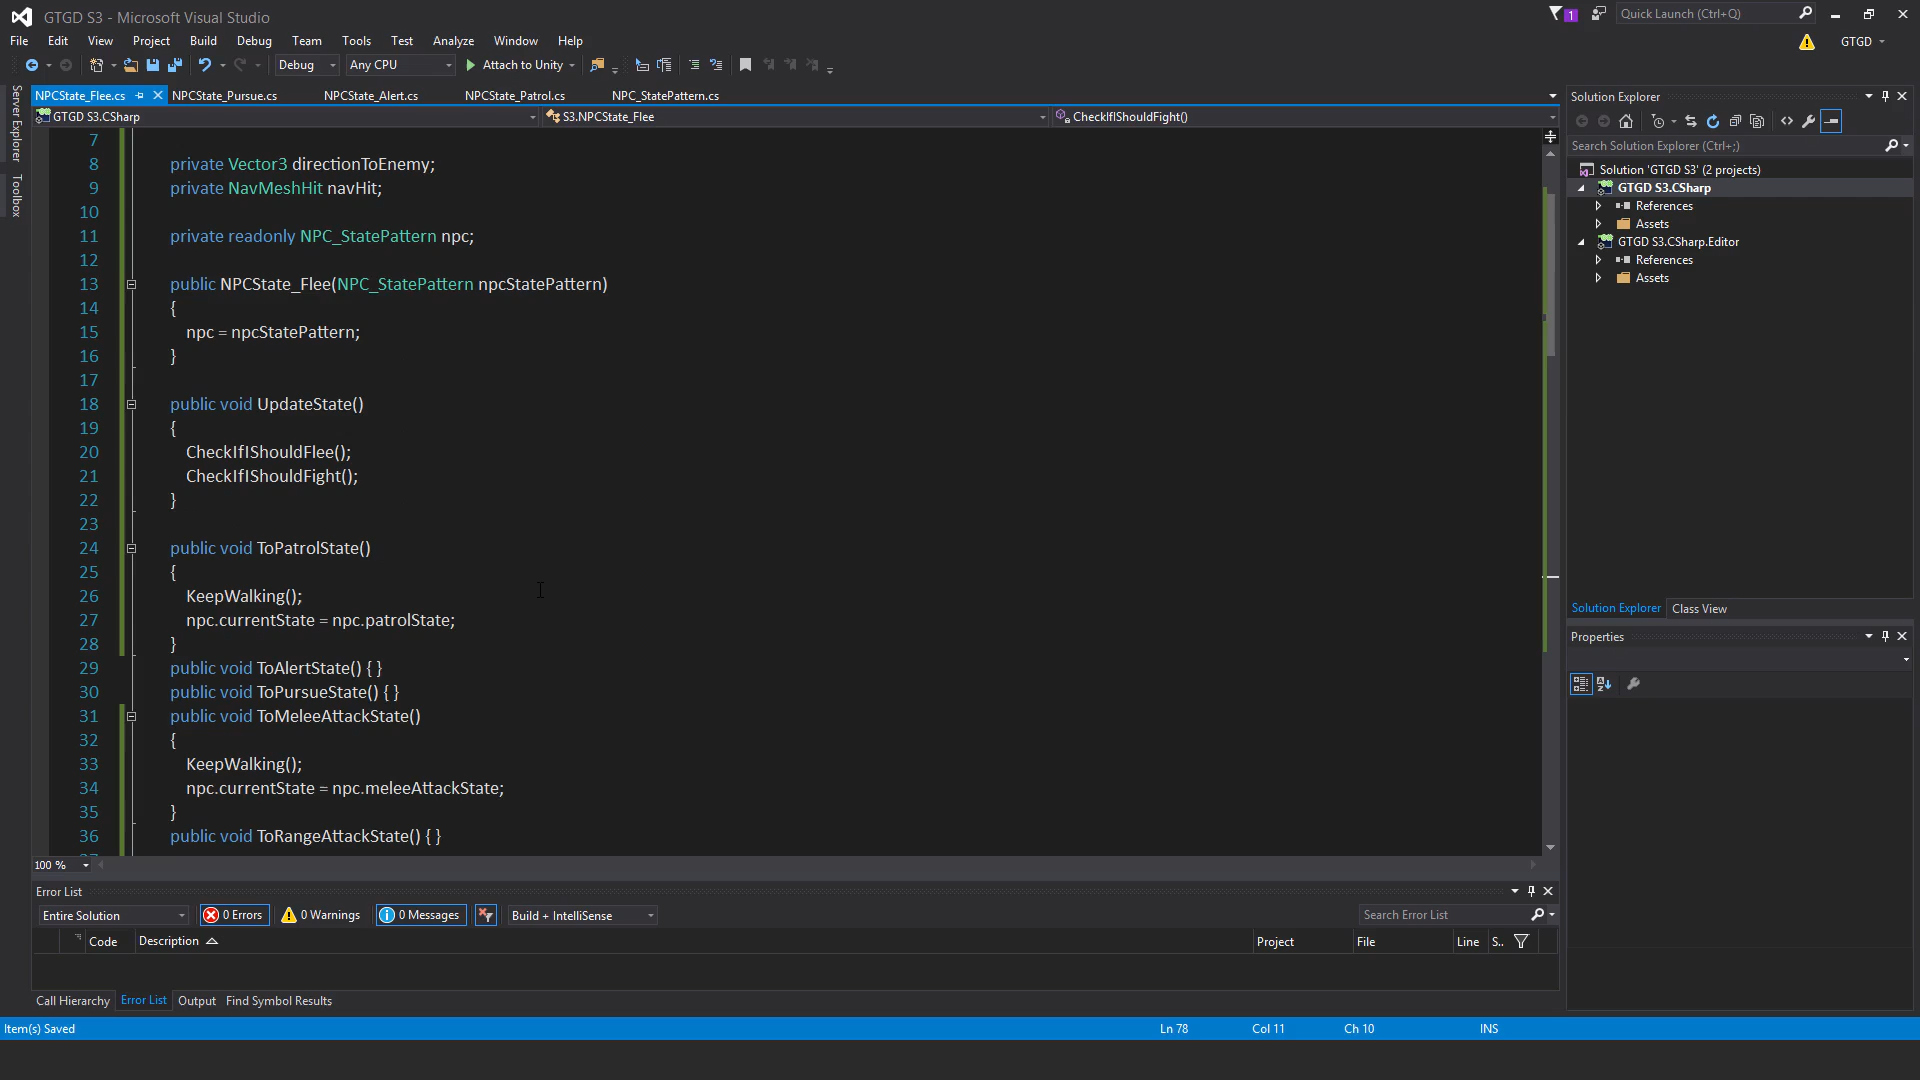 GTGD S3 - Microsoft Visual Studio
1
Quick Launch (Ctrl+Q)
File Edit View Project Build Debug Team Tools Test Analyze Window Help
GTGD
Debug Any CPU Attach to Unity
Server Explorer
Toolbox
NPCState_Flee.cs NPCState_Pursue.cs NPCState_Alert.cs NPCState_Patrol.cs NPC_StatePattern.cs
GTGD S3.CSharp S3.NPCState_Flee CheckIfIShouldFight()
7
8 private Vector3 directionToEnemy;
9 private NavMeshHit navHit;
10
11 private readonly NPC_StatePattern npc;
12
13 public NPCState_Flee(NPC_StatePattern npcStatePattern)
14 {
15 npc = npcStatePattern;
16 }
17
18 public void UpdateState()
19 {
20 CheckIfIShouldFlee();
21 CheckIfIShouldFight();
22 }
23
24 public void ToPatrolState()
25 {
26 KeepWalking();
27 npc.currentState = npc.patrolState;
28 }
29 public void ToAlertState() { }
30 public void ToPursueState() { }
31 public void ToMeleeAttackState()
32 {
33 KeepWalking();
34 npc.currentState = npc.meleeAttackState;
35 }
36 public void ToRangeAttackState() { }
100 %
Solution Explorer
Search Solution Explorer (Ctrl+;)
Solution 'GTGD S3' (2 projects)
GTGD S3.CSharp
References
Assets
GTGD S3.CSharp.Editor
References
Assets
Solution Explorer Class View
Properties
Error List
Entire Solution 0 Errors 0 Warnings 0 Messages Build + IntelliSense Search Error List
Code Description Project File Line S..
Call Hierarchy Error List Output Find Symbol Results
Item(s) Saved Ln 78 Col 11 Ch 10 INS